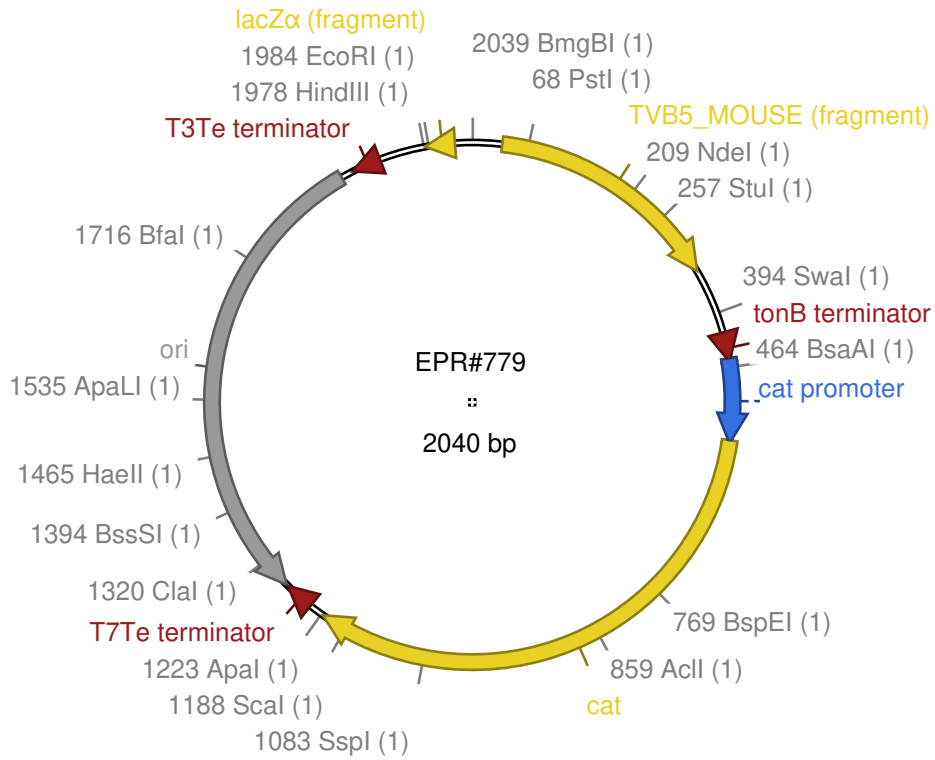 lacZα (fragment)
1984 EcoRI (1)
2039 BmgBI (1)
1978 HindIII (1)
68 PstI (1)
T3Te terminator
TVB5_MOUSE (fragment)
209 NdeI (1)
257 StuI (1)
1716 BfaI (1)
394 SwaI (1)
tonB terminator
ori
464 BsaAI (1)
EPR#779
1535 ApaLI (1)
cat promoter
2040 bp
1465 HaeII (1)
1394 BssSI (1)
1320 ClaI (1)
769 BspEI (1)
T7Te terminator
1223 ApaI (1)
859 AclI (1)
1188 ScaI (1)
cat
1083 SspI (1)